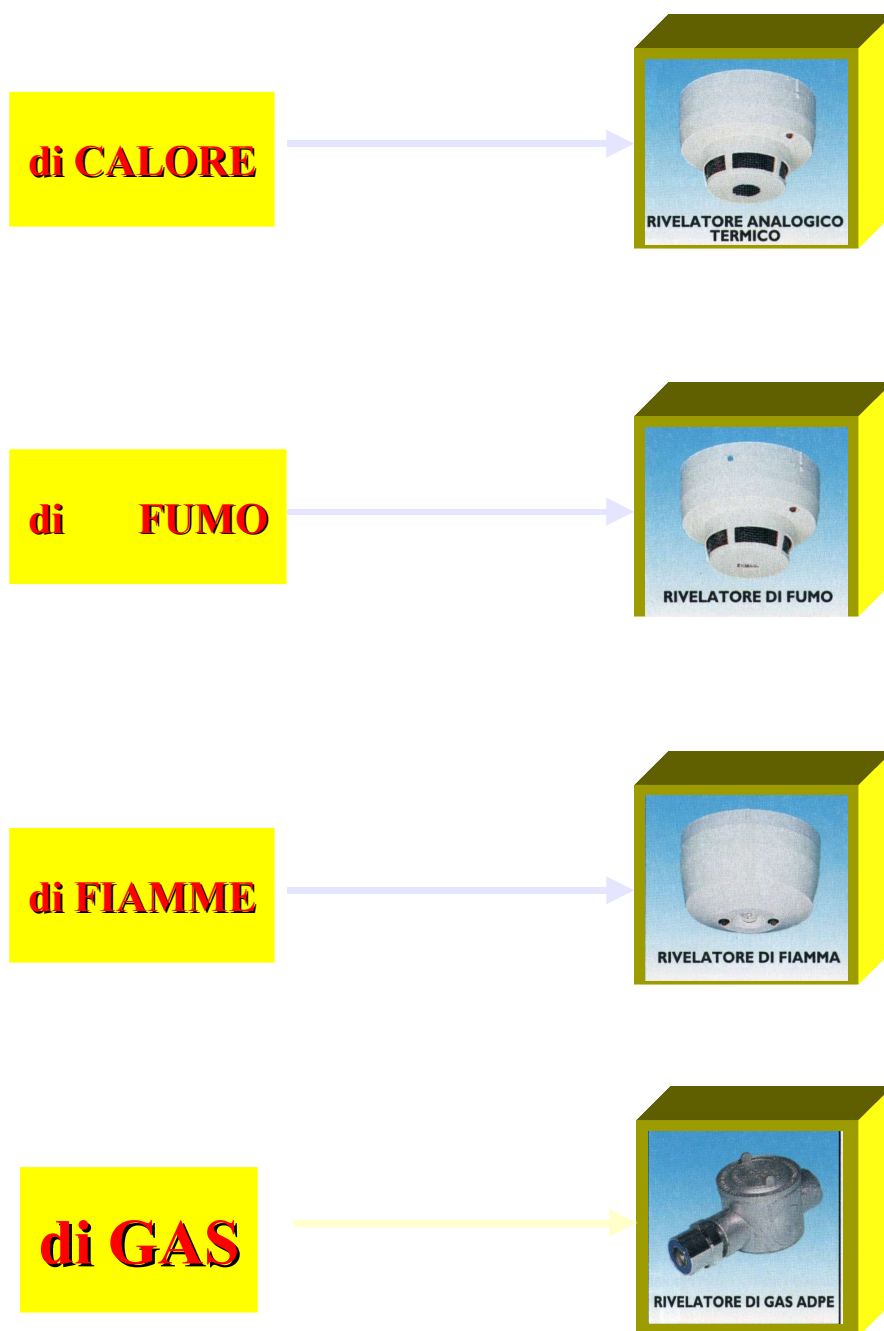 di CALORE
RIVELATORE ANALOGICO
TERMICO
di FUMO
RIVELATORE DI FUMO
di FIAMME
RIVELATORE DI FIAMMA
di GAS
RIVELATORE DI GAS ADPE